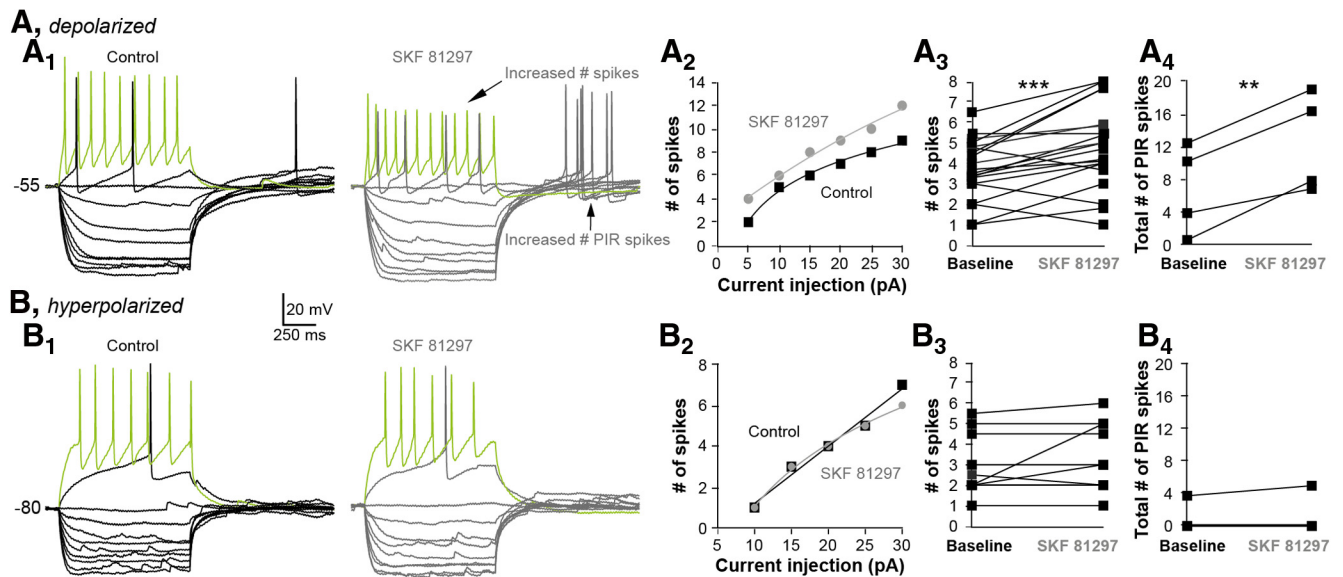 A, depolarized
A1
Control
SKF 81297
Increased # spikes
Increased # PIR spikes
-55
A2
# of spikes
14
12
10
8
6
4
2
0
SKF 81297
Control
5 5 10 15 20 25 30
Current injection (pA)
A3
***
# of spikes
8
7
6
5
4
3
2
1
0
Baseline SKF 81297
A4
**
Total # of PIR spikes
20
16
12
8
4
0
Baseline SKF 81297
B, hyperpolarized
20 mV
250 ms
B1
Control
SKF 81297
-80
B2
# of spikes
8
6
4
2
0
Control
SKF 81297
5 10 15 20 25 30
Current injection (pA)
B3
# of spikes
8
7
6
5
4
3
2
1
0
Baseline SKF 81297
B4
Total # of PIR spikes
20
16
12
8
4
0
Baseline SKF 81297